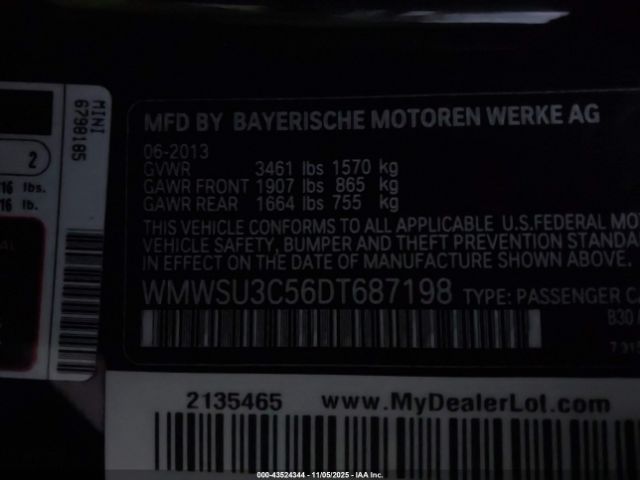 MFD BY BAYERISCHE MOTOREN WERKE AG
06-2013
GVWR 3461 lbs 1570 kg
GAWR FRONT 1907 lbs 865 kg
GAWR REAR 1664 lbs 755 kg
THIS VEHICLE CONFORMS TO ALL APPLICABLE U.S.FEDERAL MO
VEHICLE SAFETY, BUMPER AND THEFT PREVENTION STANDA
IN EFFECT ON THE DATE OF MANUFACTURE SHOWN ABOVE.
WMWSU3C56DT687198 TYPE: PASSENGER C
B30
MINI
6798185
2
/16 lbs.
/16 lb.
2135465 www.MyDealerLot.com
000-43524344 - 11/05/2025 - IAA Inc.